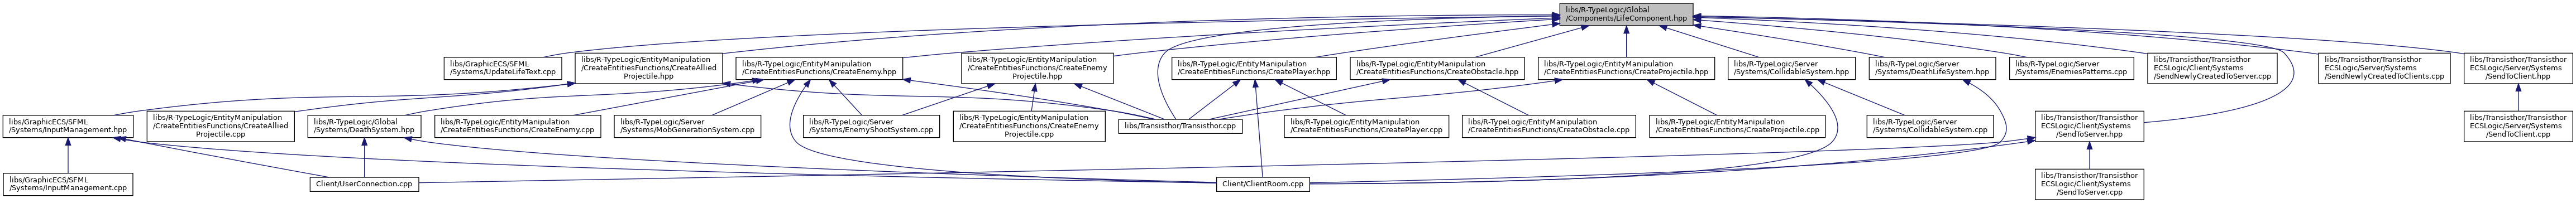 libs/R-TypeLogic/Global
/Components/LifeComponent.hpp
libs/GraphicECS/SFML
/Systems/UpdateLifeText.cpp
libs/R-TypeLogic/EntityManipulation
/CreateEntitiesFunctions/CreateAllied
Projectile.hpp
libs/R-TypeLogic/EntityManipulation
/CreateEntitiesFunctions/CreateEnemy.hpp
libs/R-TypeLogic/EntityManipulation
/CreateEntitiesFunctions/CreateEnemy
Projectile.hpp
libs/R-TypeLogic/EntityManipulation
/CreateEntitiesFunctions/CreatePlayer.hpp
libs/R-TypeLogic/EntityManipulation
/CreateEntitiesFunctions/CreateObstacle.hpp
libs/R-TypeLogic/EntityManipulation
/CreateEntitiesFunctions/CreateProjectile.hpp
libs/R-TypeLogic/Server
/Systems/CollidableSystem.hpp
libs/R-TypeLogic/Server
/Systems/DeathLifeSystem.hpp
libs/R-TypeLogic/Server
/Systems/EnemiesPatterns.cpp
libs/Transisthor/Transisthor
ECSLogic/Client/Systems
/SendNewlyCreatedToServer.cpp
libs/Transisthor/Transisthor
ECSLogic/Server/Systems
/SendNewlyCreatedToClients.cpp
libs/Transisthor/Transisthor
ECSLogic/Server/Systems
/SendToClient.hpp
libs/GraphicECS/SFML
/Systems/InputManagement.hpp
libs/R-TypeLogic/EntityManipulation
/CreateEntitiesFunctions/CreateAllied
Projectile.cpp
libs/R-TypeLogic/Global
/Systems/DeathSystem.hpp
libs/R-TypeLogic/EntityManipulation
/CreateEntitiesFunctions/CreateEnemy.cpp
libs/R-TypeLogic/Server
/Systems/MobGenerationSystem.cpp
libs/R-TypeLogic/Server
/Systems/EnemyShootSystem.cpp
libs/R-TypeLogic/EntityManipulation
/CreateEntitiesFunctions/CreateEnemy
Projectile.cpp
libs/Transisthor/Transisthor.cpp
libs/R-TypeLogic/EntityManipulation
/CreateEntitiesFunctions/CreatePlayer.cpp
libs/R-TypeLogic/EntityManipulation
/CreateEntitiesFunctions/CreateObstacle.cpp
libs/R-TypeLogic/EntityManipulation
/CreateEntitiesFunctions/CreateProjectile.cpp
libs/R-TypeLogic/Server
/Systems/CollidableSystem.cpp
libs/Transisthor/Transisthor
ECSLogic/Client/Systems
/SendToServer.hpp
libs/Transisthor/Transisthor
ECSLogic/Server/Systems
/SendToClient.cpp
libs/GraphicECS/SFML
/Systems/InputManagement.cpp
Client/UserConnection.cpp
Client/ClientRoom.cpp
libs/Transisthor/Transisthor
ECSLogic/Client/Systems
/SendToServer.cpp